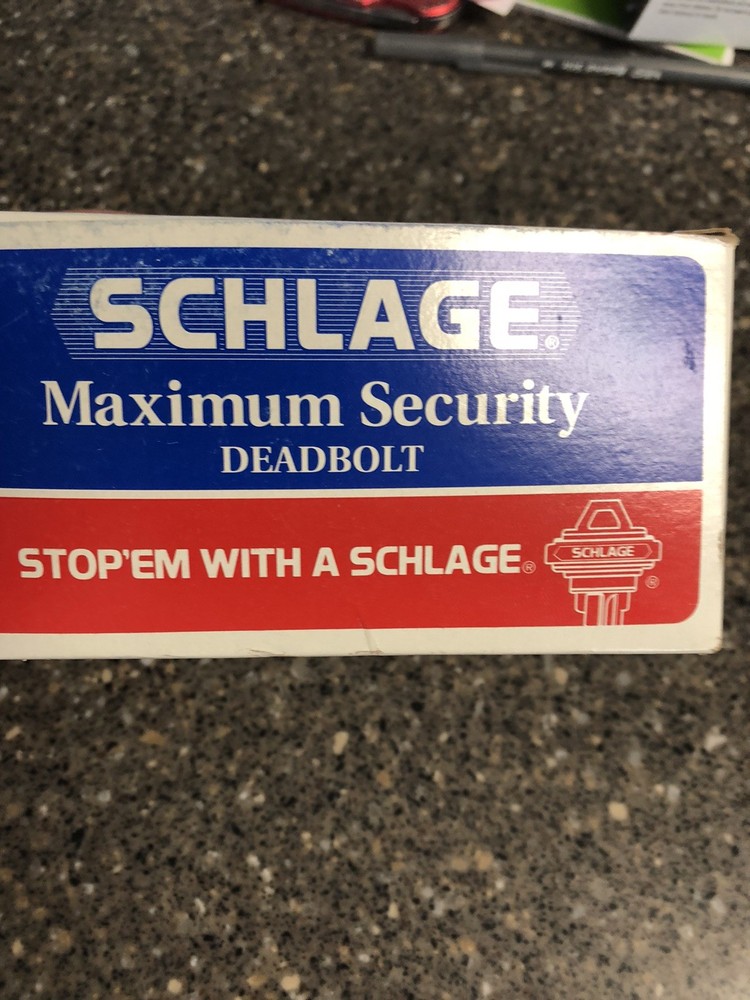 SCHLAGE®
Maximum Security
DEADBOLT
STOP'EM WITH A SCHLAGE®
SCHLAGE
®